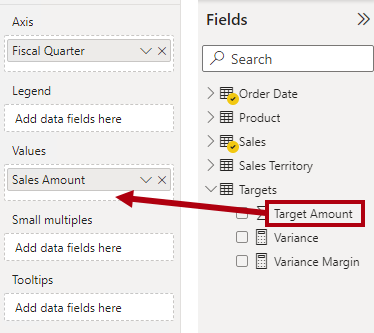 Axis
Fiscal Quarter
Legend
Add data fields here
Values
Sales Amount
Small multiples
Add data fields here
Tooltips
Add data fields here
Fields
Search
Order Date
Product
Sales
Sales Territory
Targets
Target Amount
Variance
Variance Margin